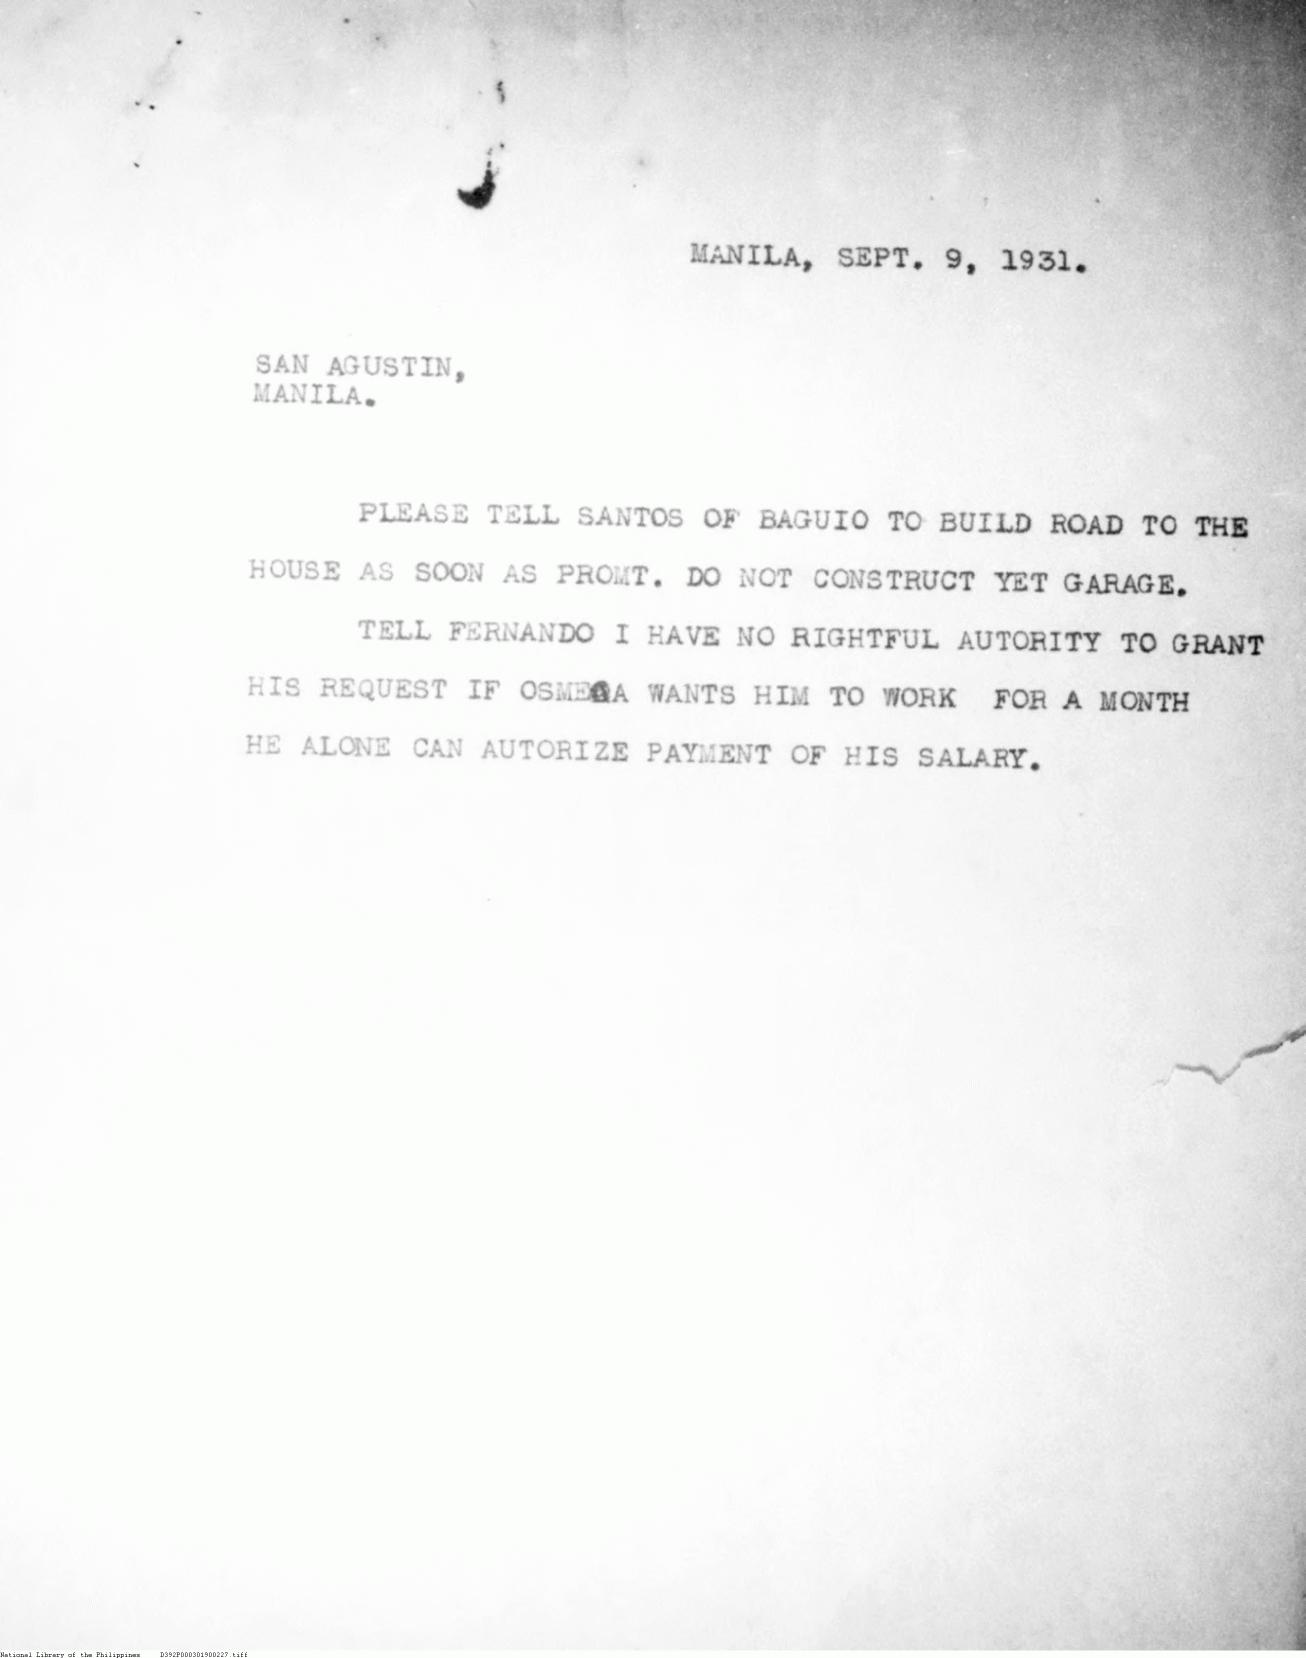 MANILA, SEPT. 9, 1931.
SAN AGUSTIN,
MANILA.
PLEASE TELL SANTOS OF BAGUIO TO BUILD ROAD TO THE
HOUSE AS SOON AS PROMT. DO NOT CONSTRUCT YET GARAGE.
TELL FERNANDO I HAVE NO RIGHTFUL AUTORITY TO GRANT
HIS REQUEST IF WANTS HIM TO WORK FOR A MONTH
HE ALONE CAN AUTORIZE PAYMENT OF HIS SALARY.
National Library of the Philippines D392P000301900227.tiff